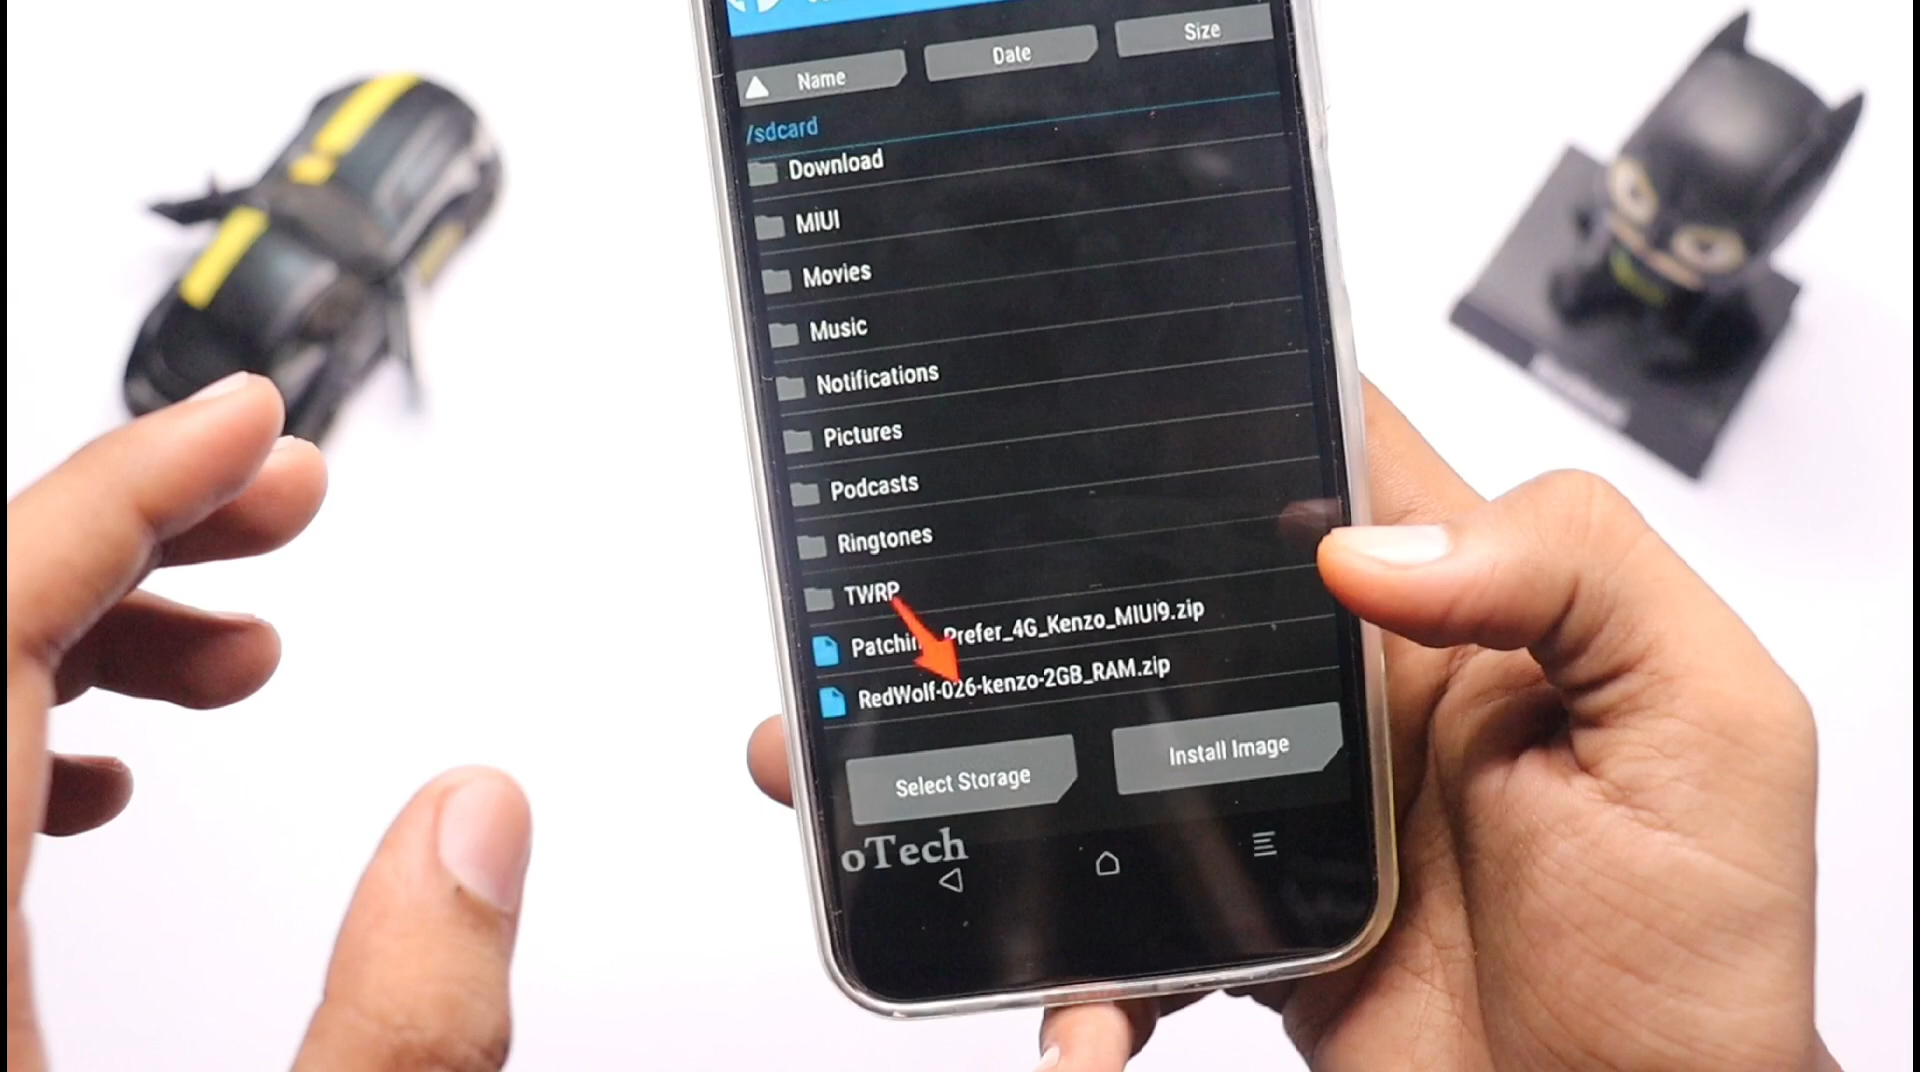 Name
Date
Size
/sdcard
Download
MIUI
Movies
Music
Notifications
Pictures
Podcasts
Ringtones
TWRP
Prefer_4G_Kenzo_MIUI9.zip
RedWolf-026-kenzo-2GB_RAM.zip
Select Storage
Install Image
oTech